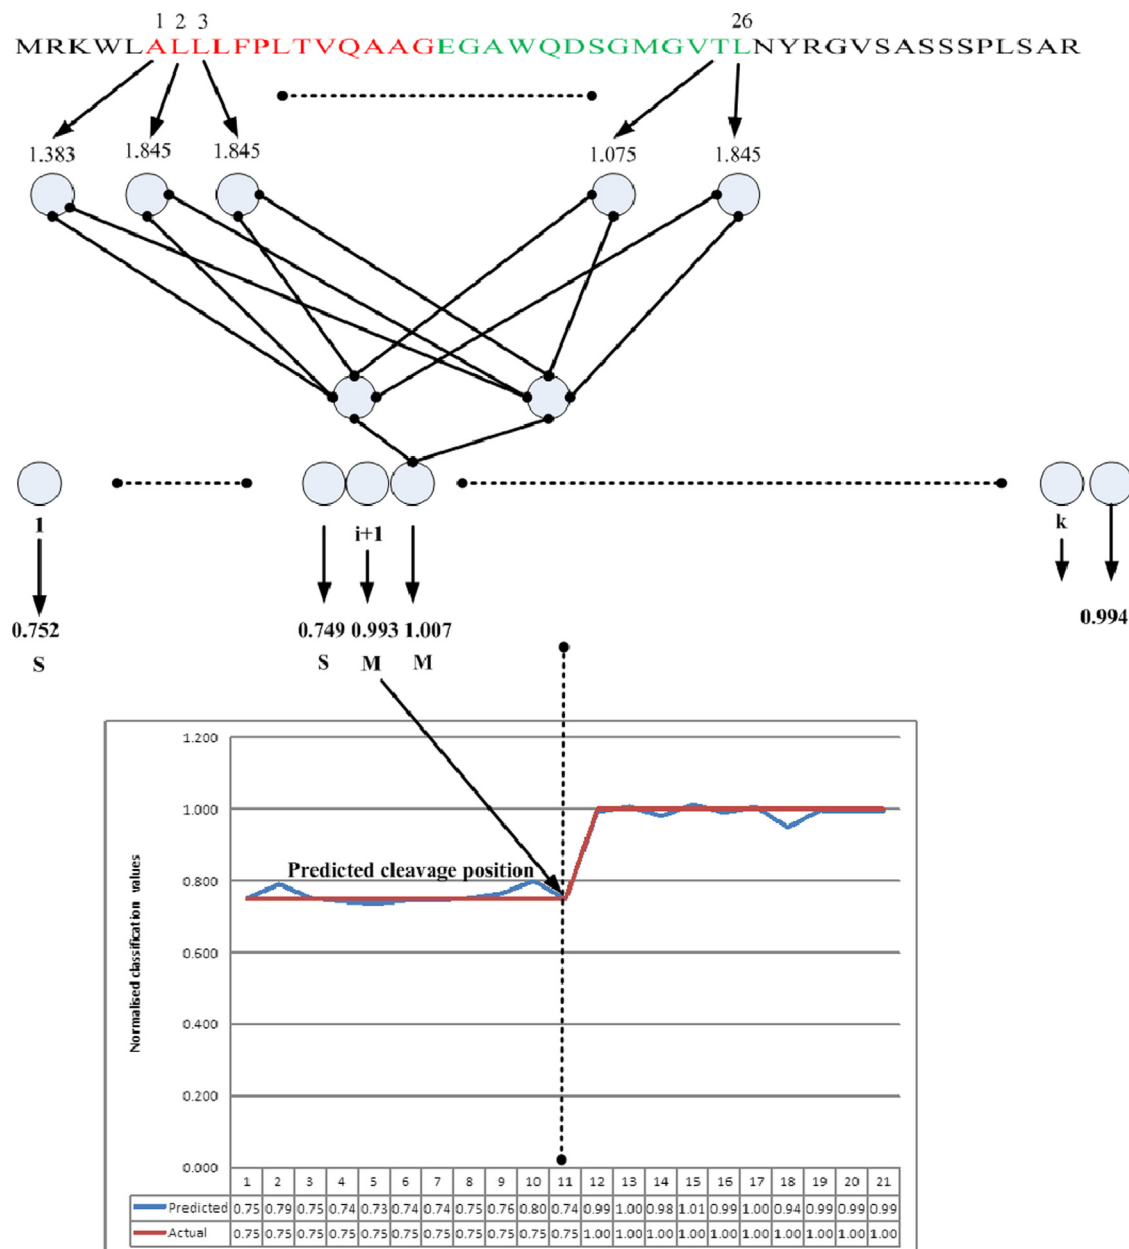 1 2 3 26
MRKWLALLLFPLTVQAAGEGAWQDSGMGVTLNYRGVSASSSPLSAR
1.383 1.845 1.845 1.075 1.845
1 i+1 k
0.752 0.749 0.993 1.007 0.994
S S M M
1.200
1.000
Predicted cleavage position
0.800
0.600
0.400
0.200
0.000
Normalised classification values
1 2 3 4 5 6 7 8 9 10 11 12 13 14 15 16 17 18 19 20 21
Predicted 0.75 0.79 0.75 0.74 0.73 0.74 0.74 0.75 0.76 0.80 0.74 0.99 1.00 0.98 1.01 0.99 1.00 0.94 0.99 0.99 0.99
Actual 0.75 0.75 0.75 0.75 0.75 0.75 0.75 0.75 0.75 0.75 0.75 1.00 1.00 1.00 1.00 1.00 1.00 1.00 1.00 1.00 1.00